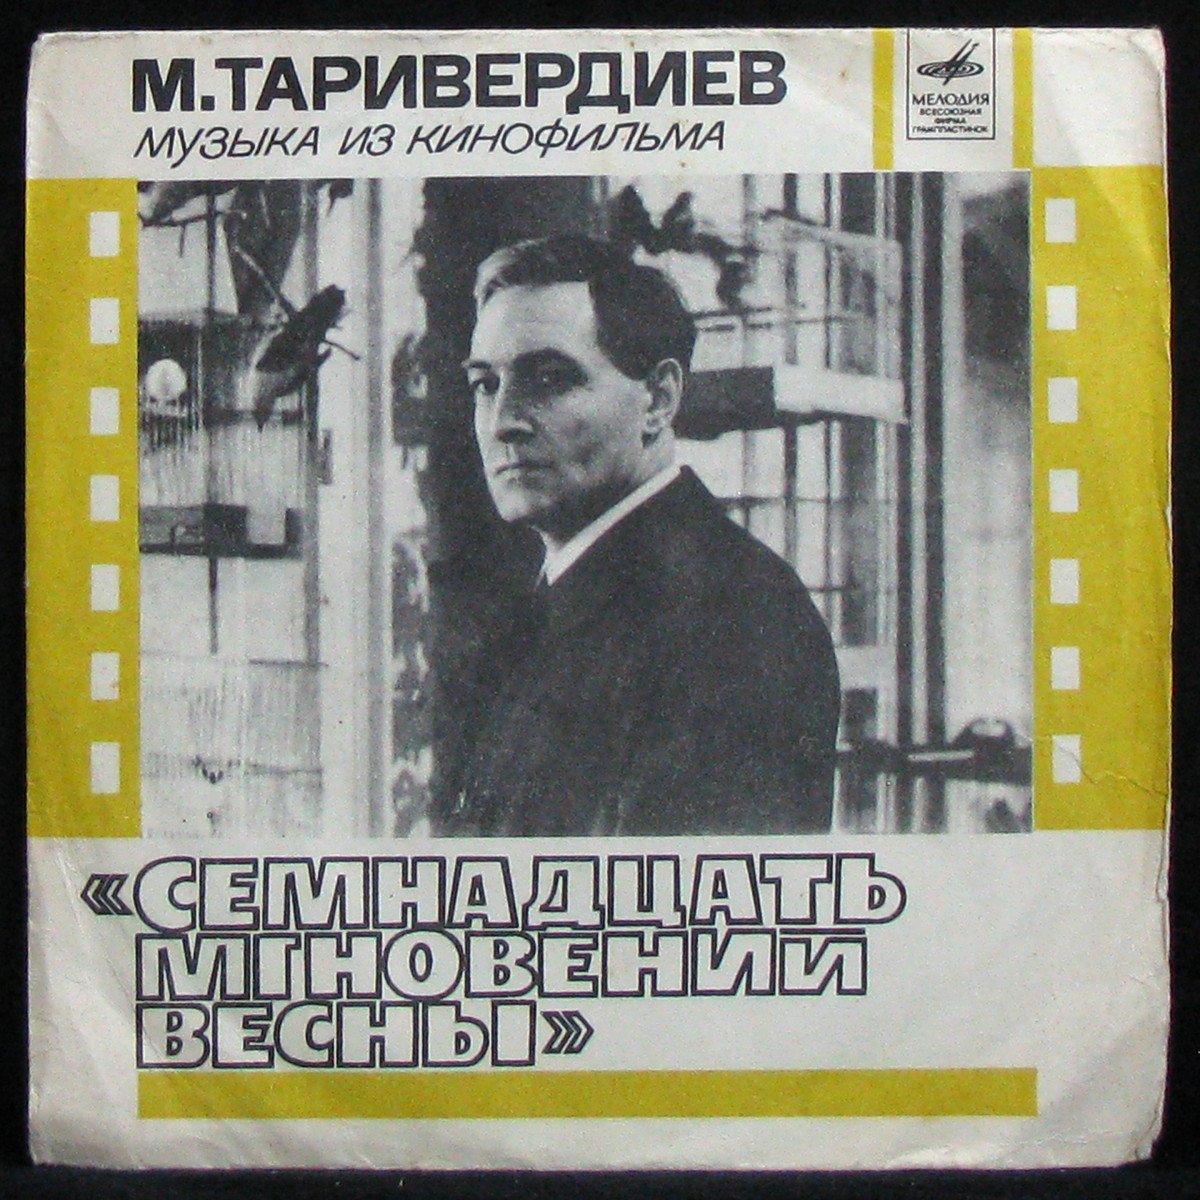 М.ТАРИВЕРДИЕВ
МУЗЫКА ИЗ КИНОФИЛЬМА
МЕЛОДИЯ
ВСЕСОЮЗНАЯ
ФИРМА
ГРАМПЛАСТИНОК
«СЕМНАДЦАТЬ
МГНОВЕНИЙ
ВЕСНЫ»